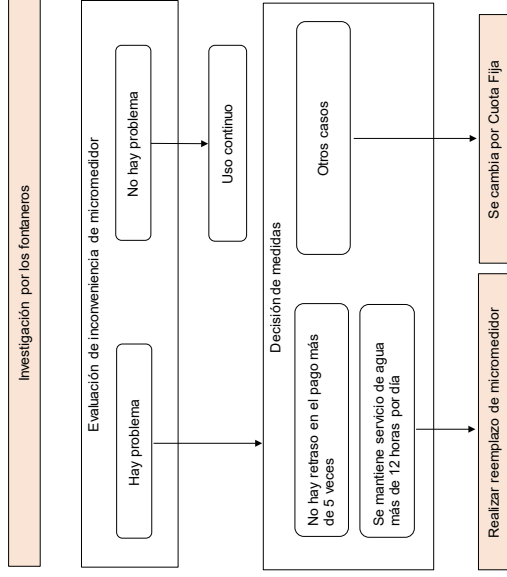 Investigación por los fontaneros
Evaluación de inconveniencia de micromedidor
Hay problema
No hay problema
Uso continuo
Decisión de medidas
No hay retraso en el pago más
de 5 veces
Se mantiene servicio de agua
más de 12 horas por día
Otros casos
Realizar reemplazo de micromedidor
Se cambia por Cuota Fija